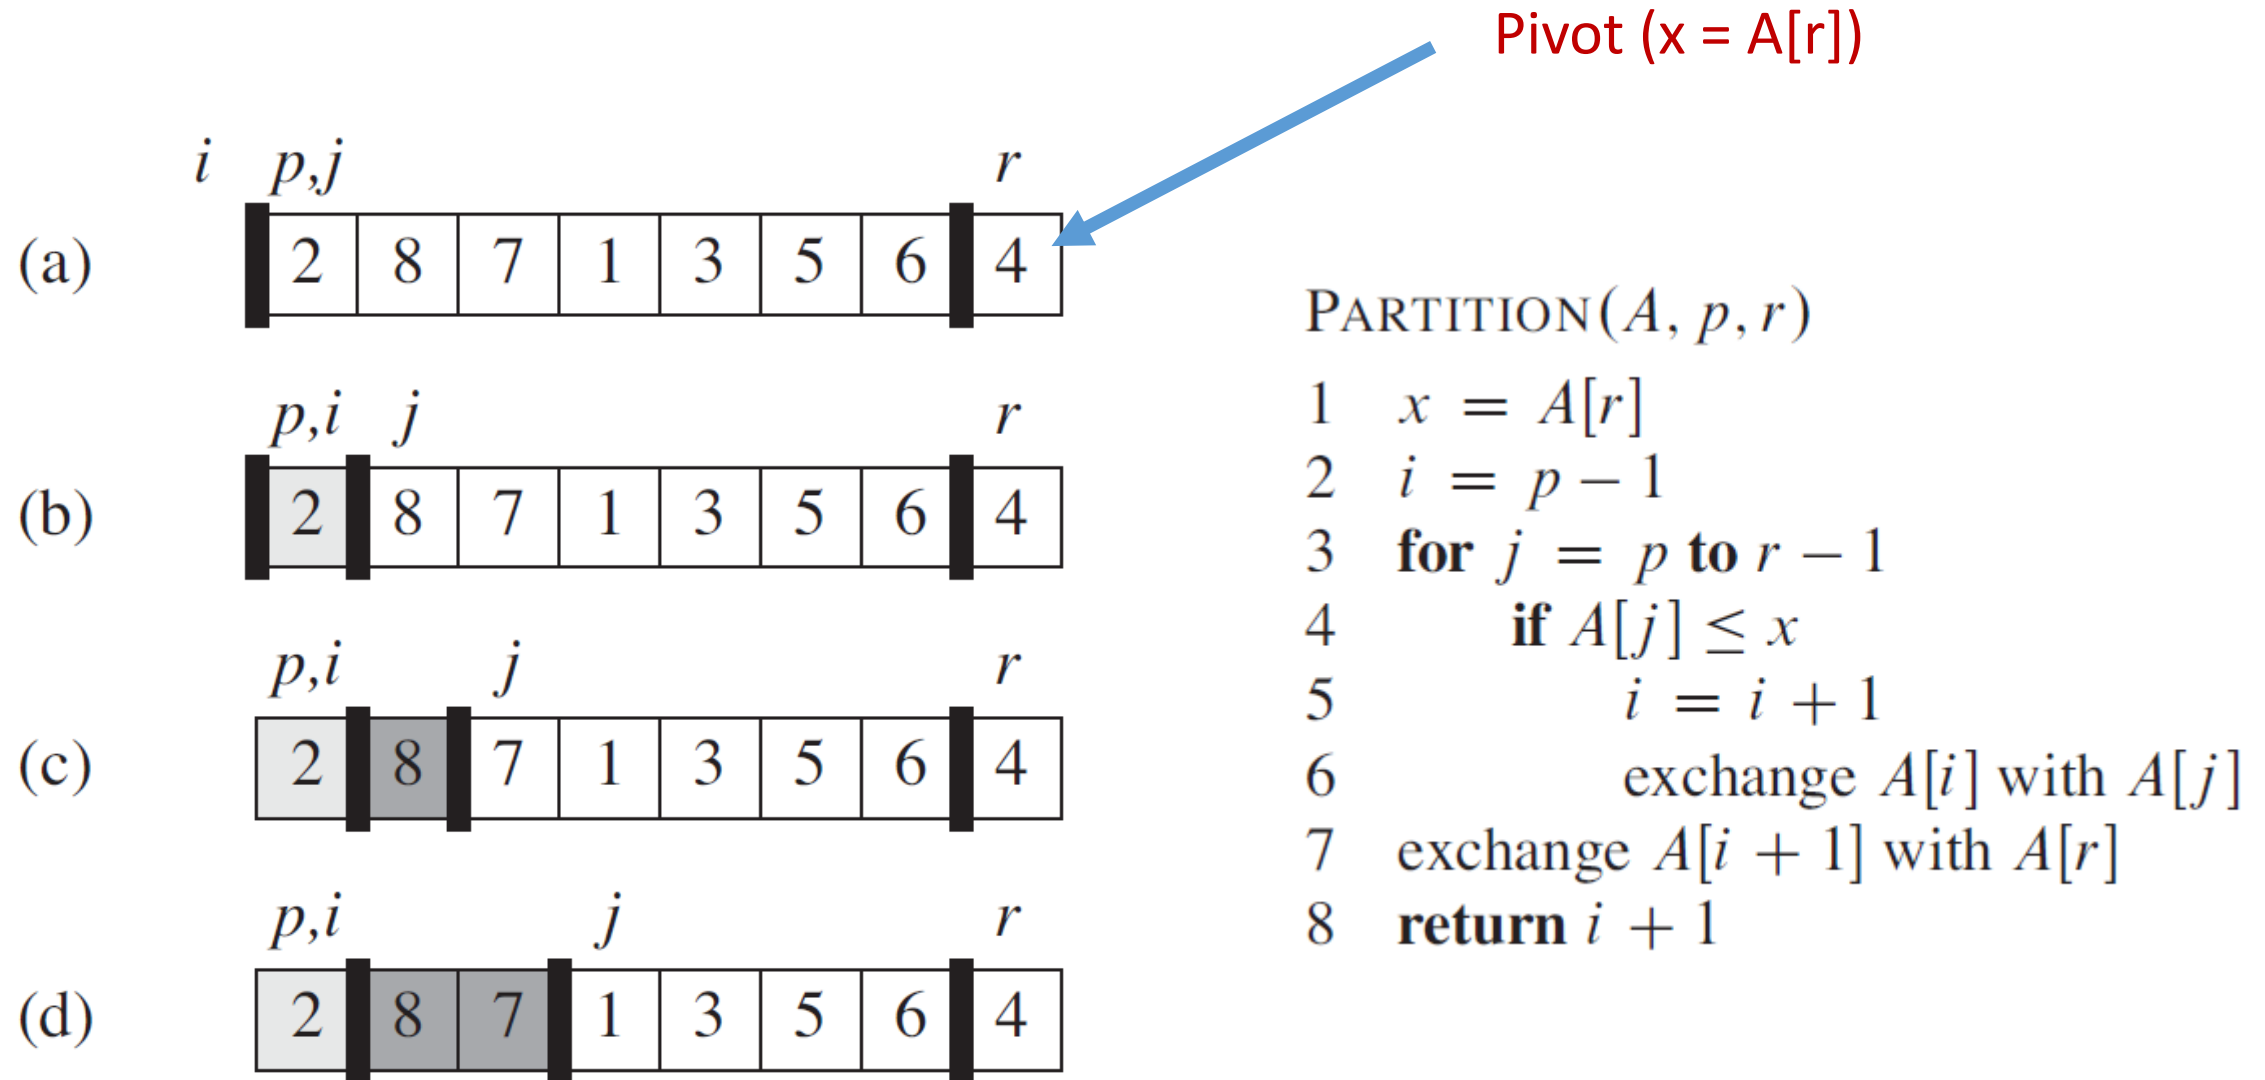 Pivot (x = A[r])
i p,j r
(a) 2 8 7 1 3 5 6 4
p,i j r
(b) 2 8 7 1 3 5 6 4
p,i j r
(c) 2 8 7 1 3 5 6 4
p,i j r
(d) 2 8 7 1 3 5 6 4
PARTITION(A, p, r)
1 x = A[r]
2 i = p − 1
3 for j = p to r − 1
4 if A[j] ≤ x
5 i = i + 1
6 exchange A[i] with A[j]
7 exchange A[i + 1] with A[r]
8 return i + 1